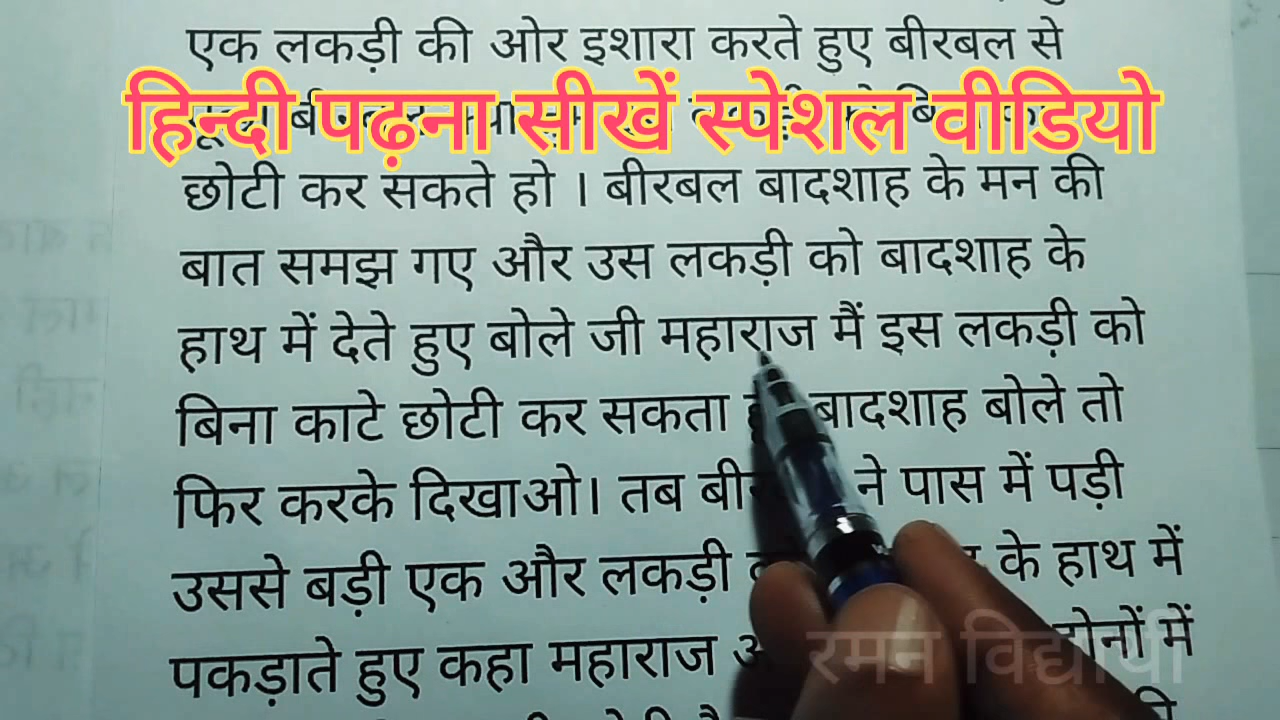 एक लकड़ी की ओर इशारा करते हुए बीरबल से
हिन्दी पढ़ना सीखें स्पेशल वीडियो
छोटी कर सकते हो । बीरबल बादशाह के मन की
बात समझ गए और उस लकड़ी को बादशाह के
हाथ में देते हुए बोले जी महाराज मैं इस लकड़ी को
बिना काटे छोटी कर सकता बादशाह बोले तो
फिर करके दिखाओ। तब ने पास में पड़ी
उससे बड़ी एक और लकड़ी के हाथ में
पकड़ाते हुए कहा महाराज में
रमन विद्यार्थी